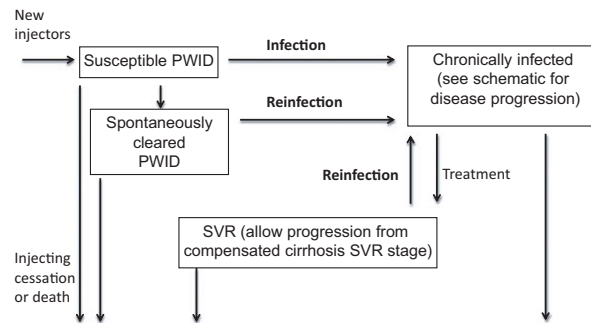 New
injectors
Susceptible PWID
Infection
Chronically infected
(see schematic for
disease progression)
Spontaneously
cleared
PWID
Reinfection
Reinfection
Treatment
SVR (allow progression from
compensated cirrhosis SVR stage)
Injecting
cessation
or death